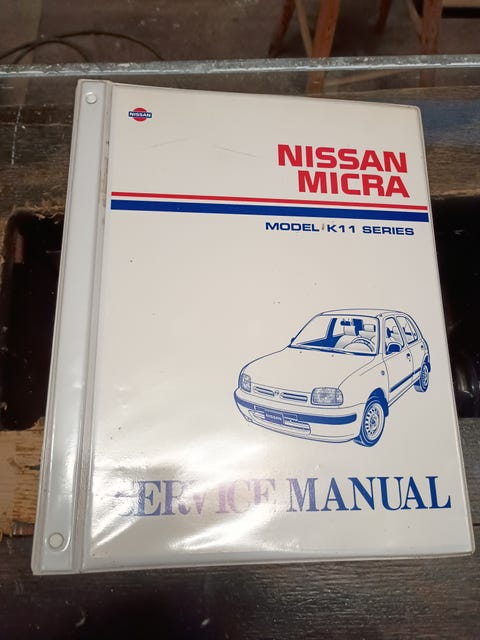 NISSAN
NISSAN
MICRA
MODEL K11 SERIES
SERVICE MANUAL